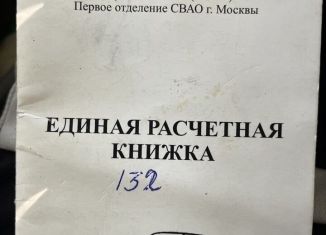 Первое отделение СВАО г. Москвы
ЕДИНАЯ РАСЧЕТНАЯ
КНИЖКА
132